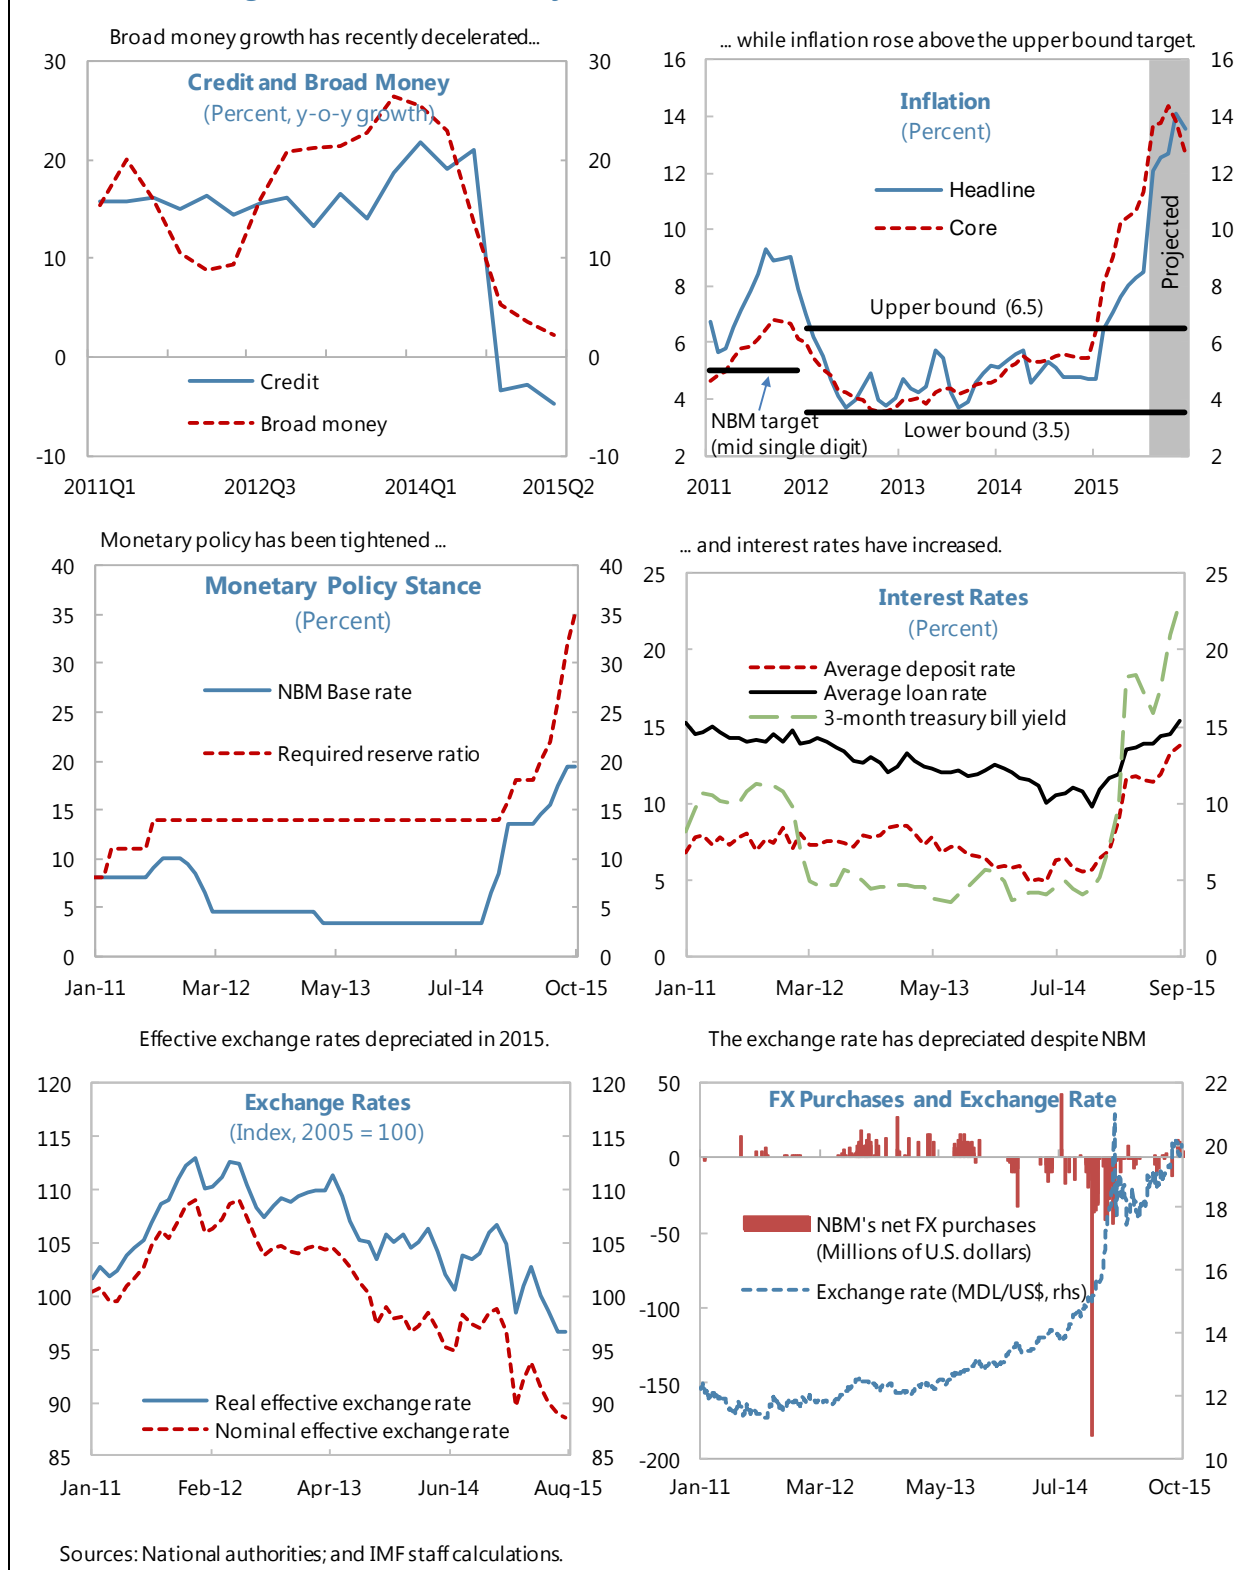 Broad money growth has recently decelerated...
30
20
10
0
-10
Credit and Broad Money
(Percent, y-o-y growth)
Credit
Broad money
30
20
10
0
-10
2011Q1 2012Q3 2014Q1 2015Q2
... while inflation rose above the upper bound target.
16
14
12
10
8
6
4
2
Inflation
(Percent)
Headline
Core
Projected
Upper bound (6.5)
NBM target
(mid single digit)
Lower bound (3.5)
16
14
12
10
8
6
4
2
2011 2012 2013 2014 2015
Monetary policy has been tightened ...
40
35
30
25
20
15
10
5
0
Monetary Policy Stance
(Percent)
NBM Base rate
Required reserve ratio
40
35
30
25
20
15
10
5
0
Jan-11 Mar-12 May-13 Jul-14 Oct-15
... and interest rates have increased.
25
20
15
10
5
0
Interest Rates
(Percent)
Average deposit rate
Average loan rate
3-month treasury bill yield
25
20
15
10
5
0
Jan-11 Mar-12 May-13 Jul-14 Sep-15
Effective exchange rates depreciated in 2015.
120
115
110
105
100
95
90
85
Exchange Rates
(Index, 2005 = 100)
Real effective exchange rate
Nominal effective exchange rate
120
115
110
105
100
95
90
85
Jan-11 Feb-12 Apr-13 Jun-14 Aug-15
The exchange rate has depreciated despite NBM
50
0
-50
-100
-150
-200
FX Purchases and Exchange Rate
NBM's net FX purchases
(Millions of U.S. dollars)
Exchange rate (MDL/US$, rhs)
22
20
18
16
14
12
10
Jan-11 Mar-12 May-13 Jul-14 Oct-15
Sources: National authorities; and IMF staff calculations.